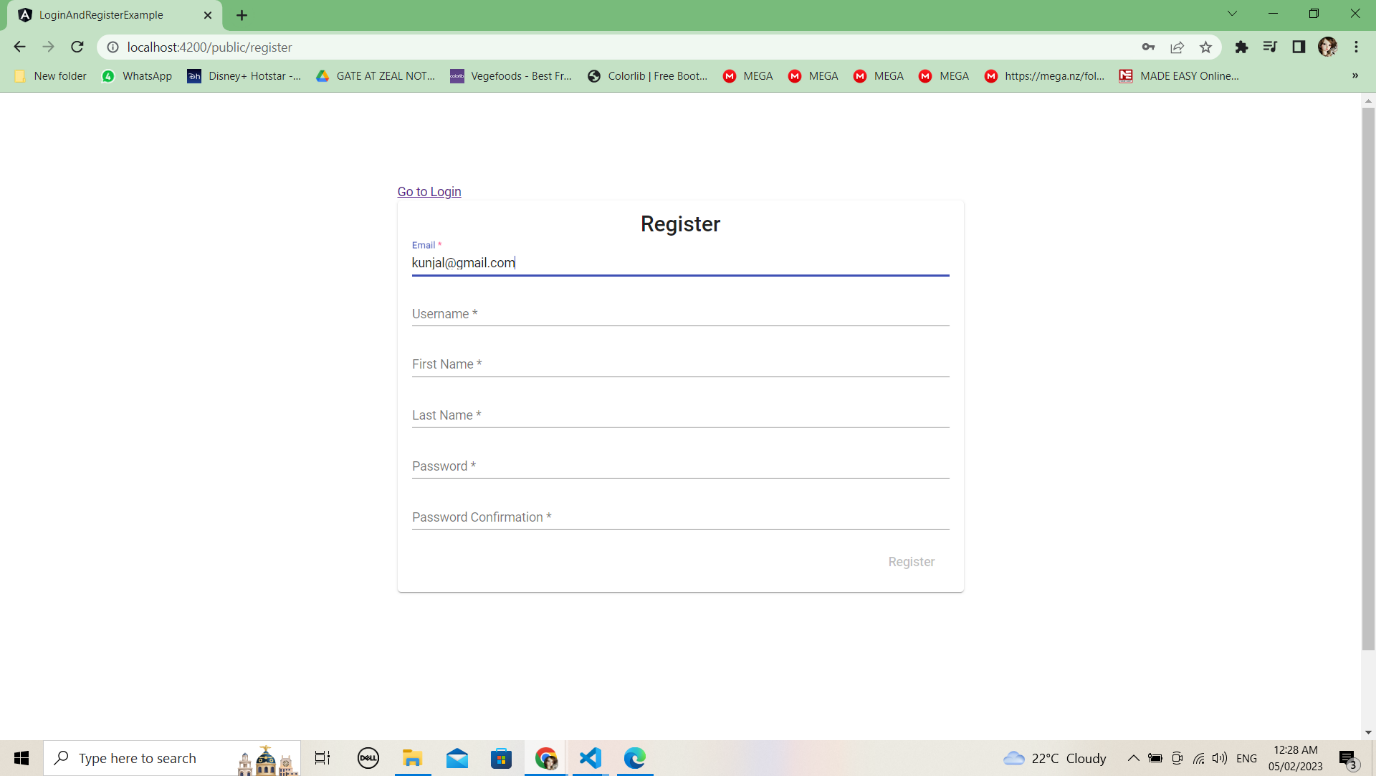 LoginAndRegisterExample
localhost:4200/public/register
New folder WhatsApp Disney+ Hotstar -... GATE AT ZEAL NOT... Vegefoods - Best Fr... Colorlib | Free Boot... MEGA MEGA MEGA MEGA https://mega.nz/fol... MADE EASY Online... »
Go to Login
Register
Email *
kunjal@gmail.com
Username *
First Name *
Last Name *
Password *
Password Confirmation *
Register
Type here to search DELL 22°C Cloudy ENG 12:28 AM
05/02/2023 3